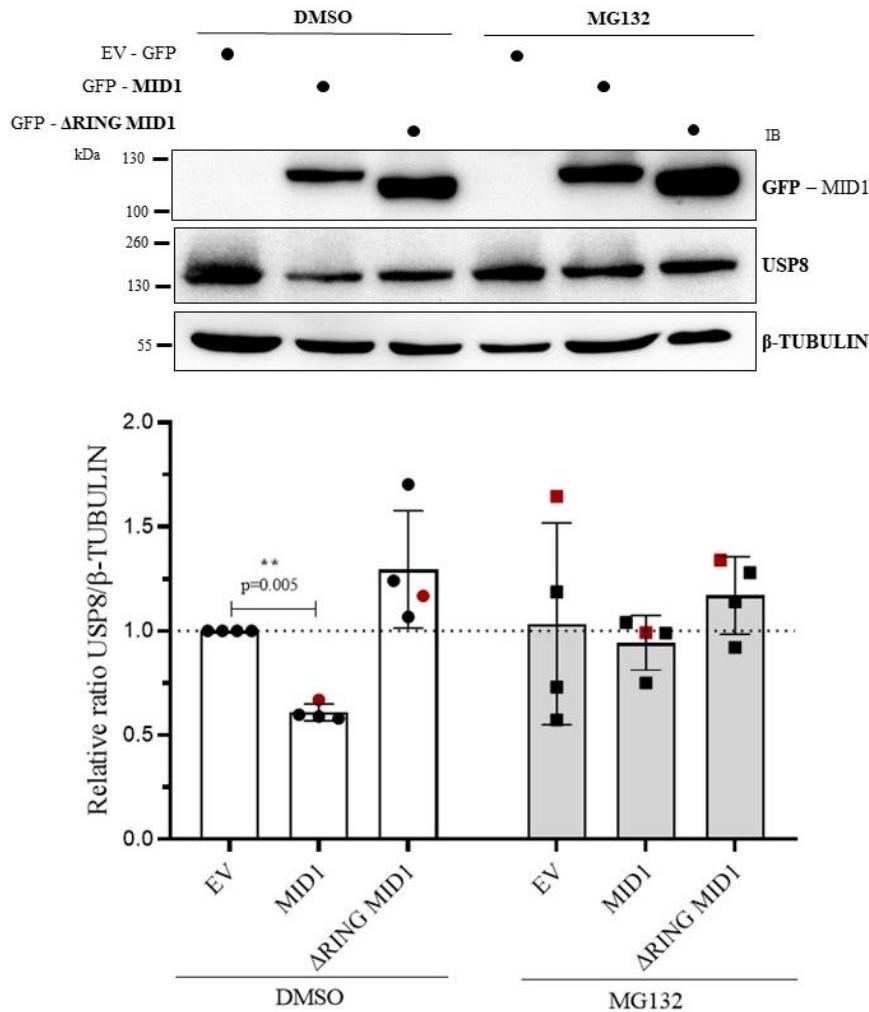 DMSO MG132
EV - GFP
GFP - MID1
GFP - ΔRING MID1
IB
kDa
130
100
GFP – MID1
260
130
USP8
55
β-TUBULIN
Relative ratio USP8/β-TUBULIN
2.0
1.5
1.0
0.5
0.0
**
p=0.005
EV MID1 ΔRING MID1 EV MID1 ΔRING MID1
DMSO MG132